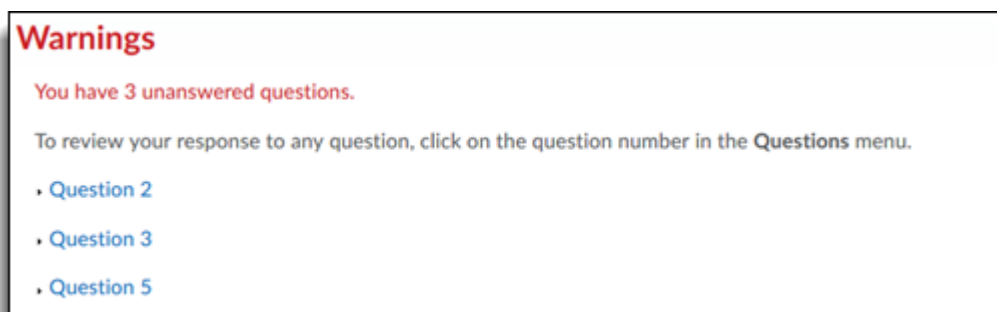 Warnings
You have 3 unanswered questions.
To review your response to any question, click on the question number in the Questions menu.
Question 2
Question 3
Question 5